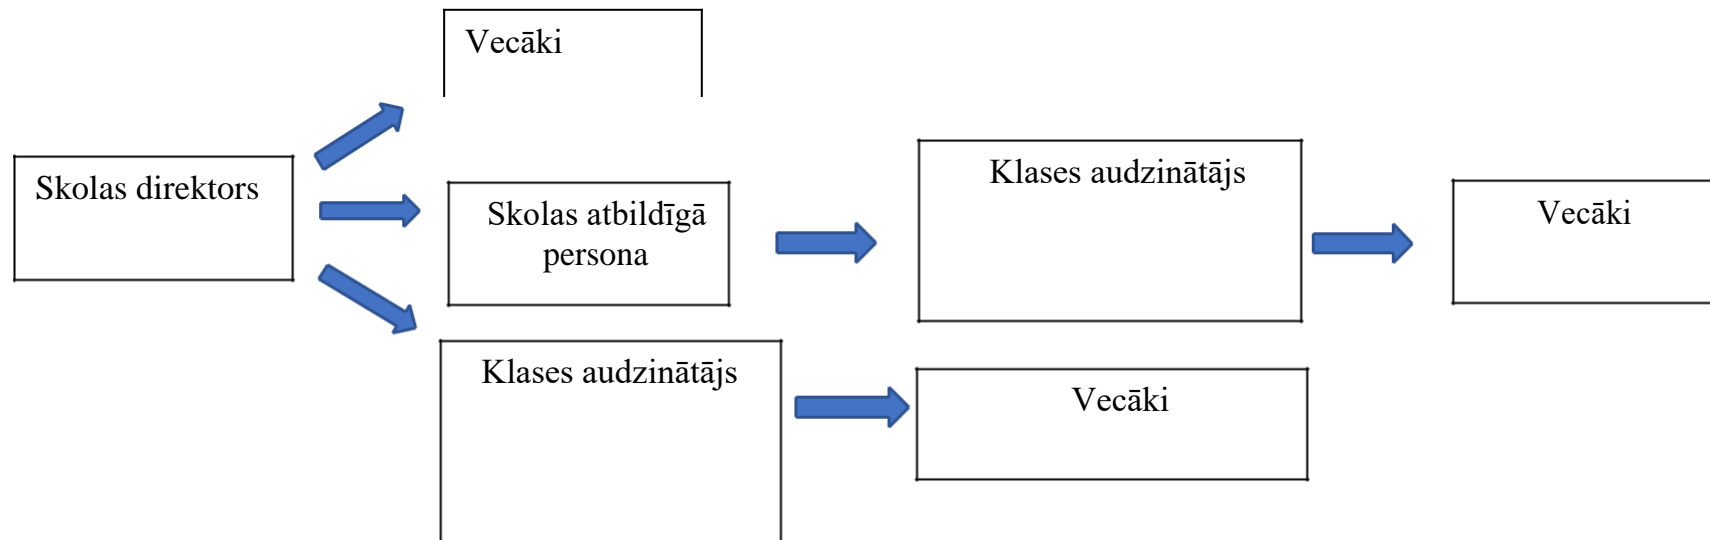 Vecāki
Skolas direktors
Skolas atbildīgā
persona
Klases audzinātājs
Vecāki
Klases audzinātājs
Vecāki